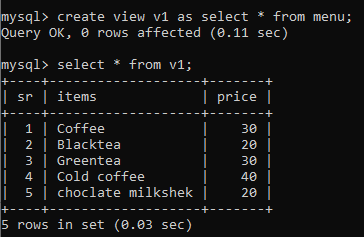 mysql> create view v1 as select * from menu;
Query OK, 0 rows affected (0.11 sec)
mysql> select * from v1;
+----+-------------------+-------+
| sr | items             | price |
+----+-------------------+-------+
|  1 | Coffee            |    30 |
|  2 | Blacktea          |    20 |
|  3 | Greentea          |    30 |
|  4 | Cold coffee       |    40 |
|  5 | choclate milkshek |    20 |
+----+-------------------+-------+
5 rows in set (0.03 sec)